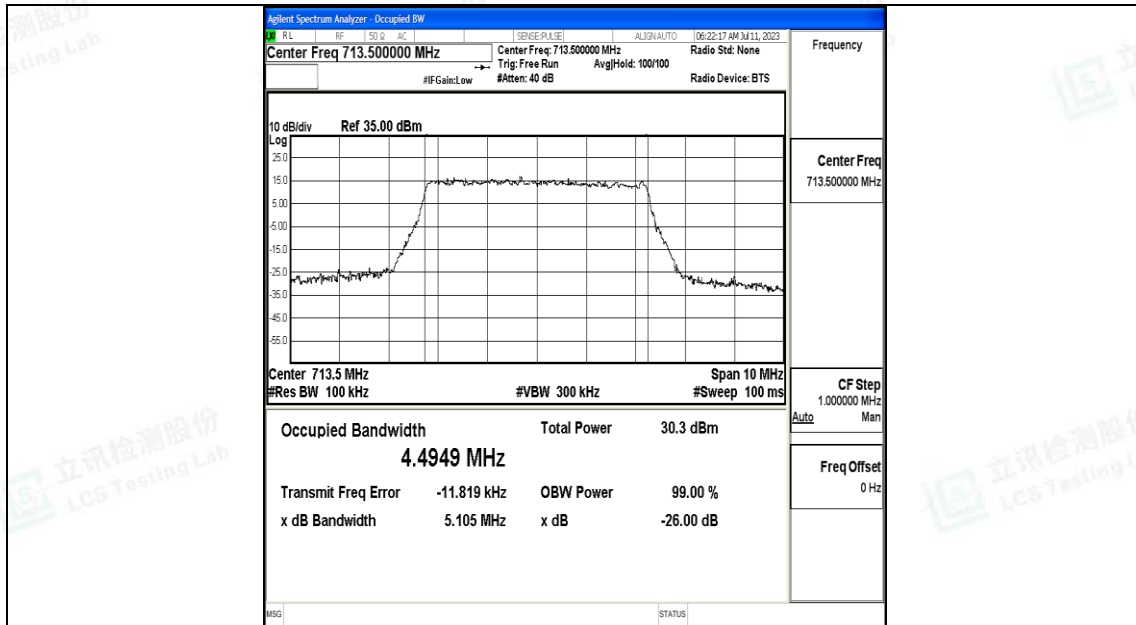 Agilent Spectrum Analyzer - Occupied BW
LXI RL RF 50 Ω AC SENSE:PULSE ALIGNAUTO 06:22:17 AM Jul 11, 2023
Center Freq 713.500000 MHz
Center Freq: 713.500000 MHz
Radio Std: None
Trig: Free Run Avg|Hold: 100/100
#IFGain:Low
#Atten: 40 dB
Radio Device: BTS
10 dB/div Ref 35.00 dBm
Log
25.0
15.0
5.00
-5.00
-15.0
-25.0
-35.0
-45.0
-55.0
Center 713.5 MHz
Span 10 MHz
#Res BW 100 kHz
#VBW 300 kHz
#Sweep 100 ms
Occupied Bandwidth
4.4949 MHz
Total Power 30.3 dBm
Transmit Freq Error -11.819 kHz
OBW Power 99.00 %
x dB Bandwidth 5.105 MHz
x dB -26.00 dB
MSG
STATUS
Frequency
Center Freq
713.500000 MHz
CF Step
1.000000 MHz
Auto Man
Freq Offset
0 Hz
立讯检测股份
LCS Testing Lab
立讯检测股份